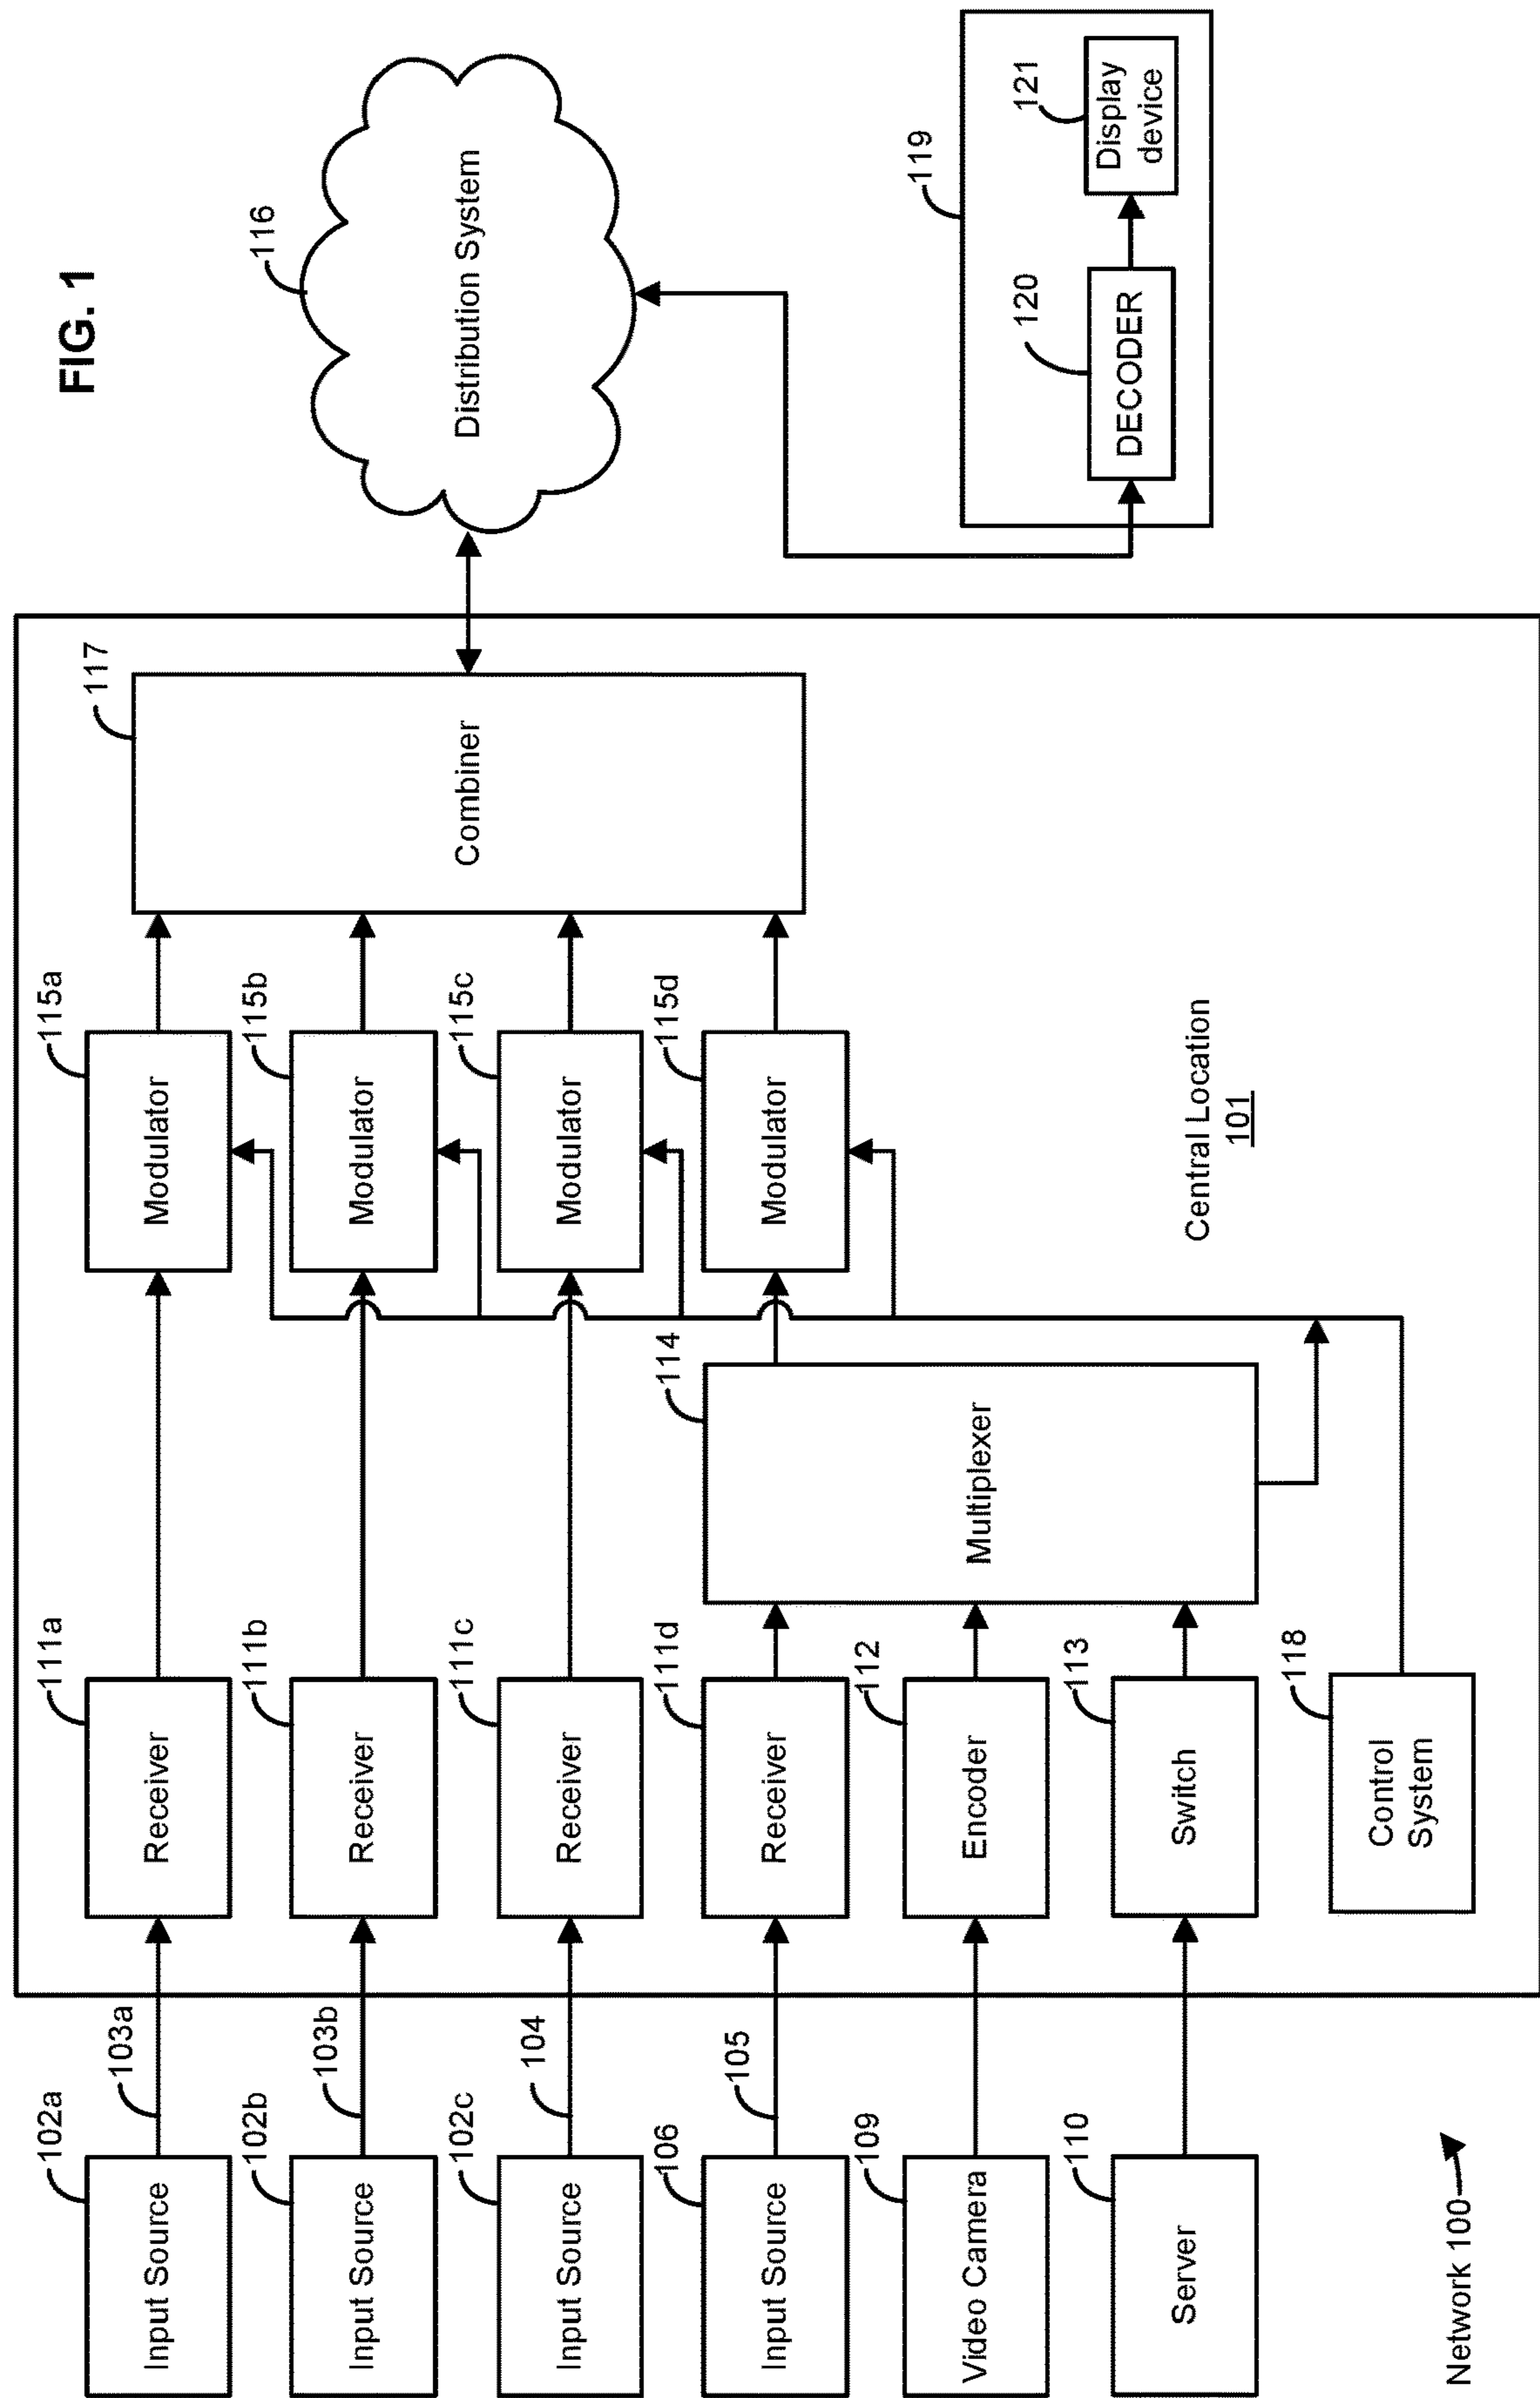 FIG. 1
102a
Input Source
103a
111a
Receiver
115a
Modulator
102b
Input Source
103b
111b
Receiver
115b
Modulator
102c
Input Source
104
111c
Receiver
115c
Modulator
106
Input Source
105
111d
Receiver
114
Multiplexer
115d
Modulator
117
Combiner
109
Video Camera
112
Encoder
110
Server
113
Switch
118
Control
System
Central Location
101
116
Distribution System
119
120
DECODER
121
Display
device
Network 100